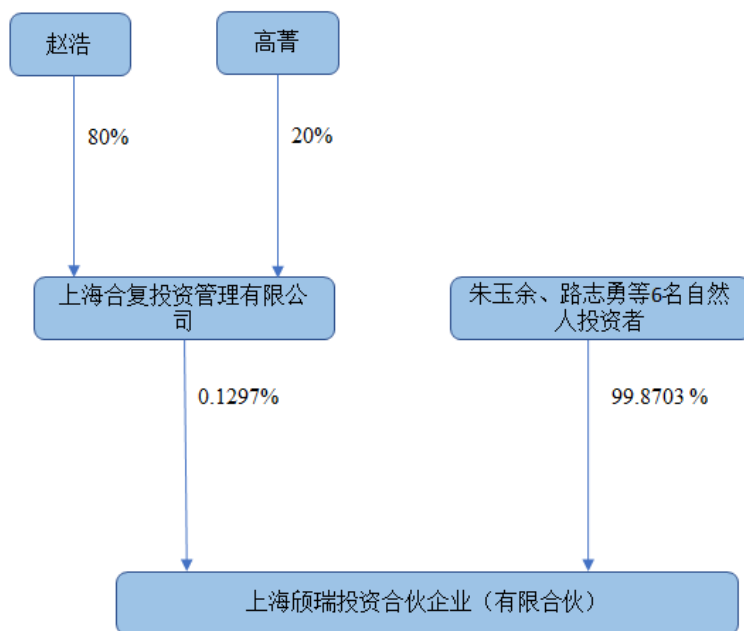 赵浩
高菁
80%
20%
上海合复投资管理有限公
司
朱玉余、路志勇等6名自然
人投资者
0.1297%
99.8703 %
上海颀瑞投资合伙企业（有限合伙）